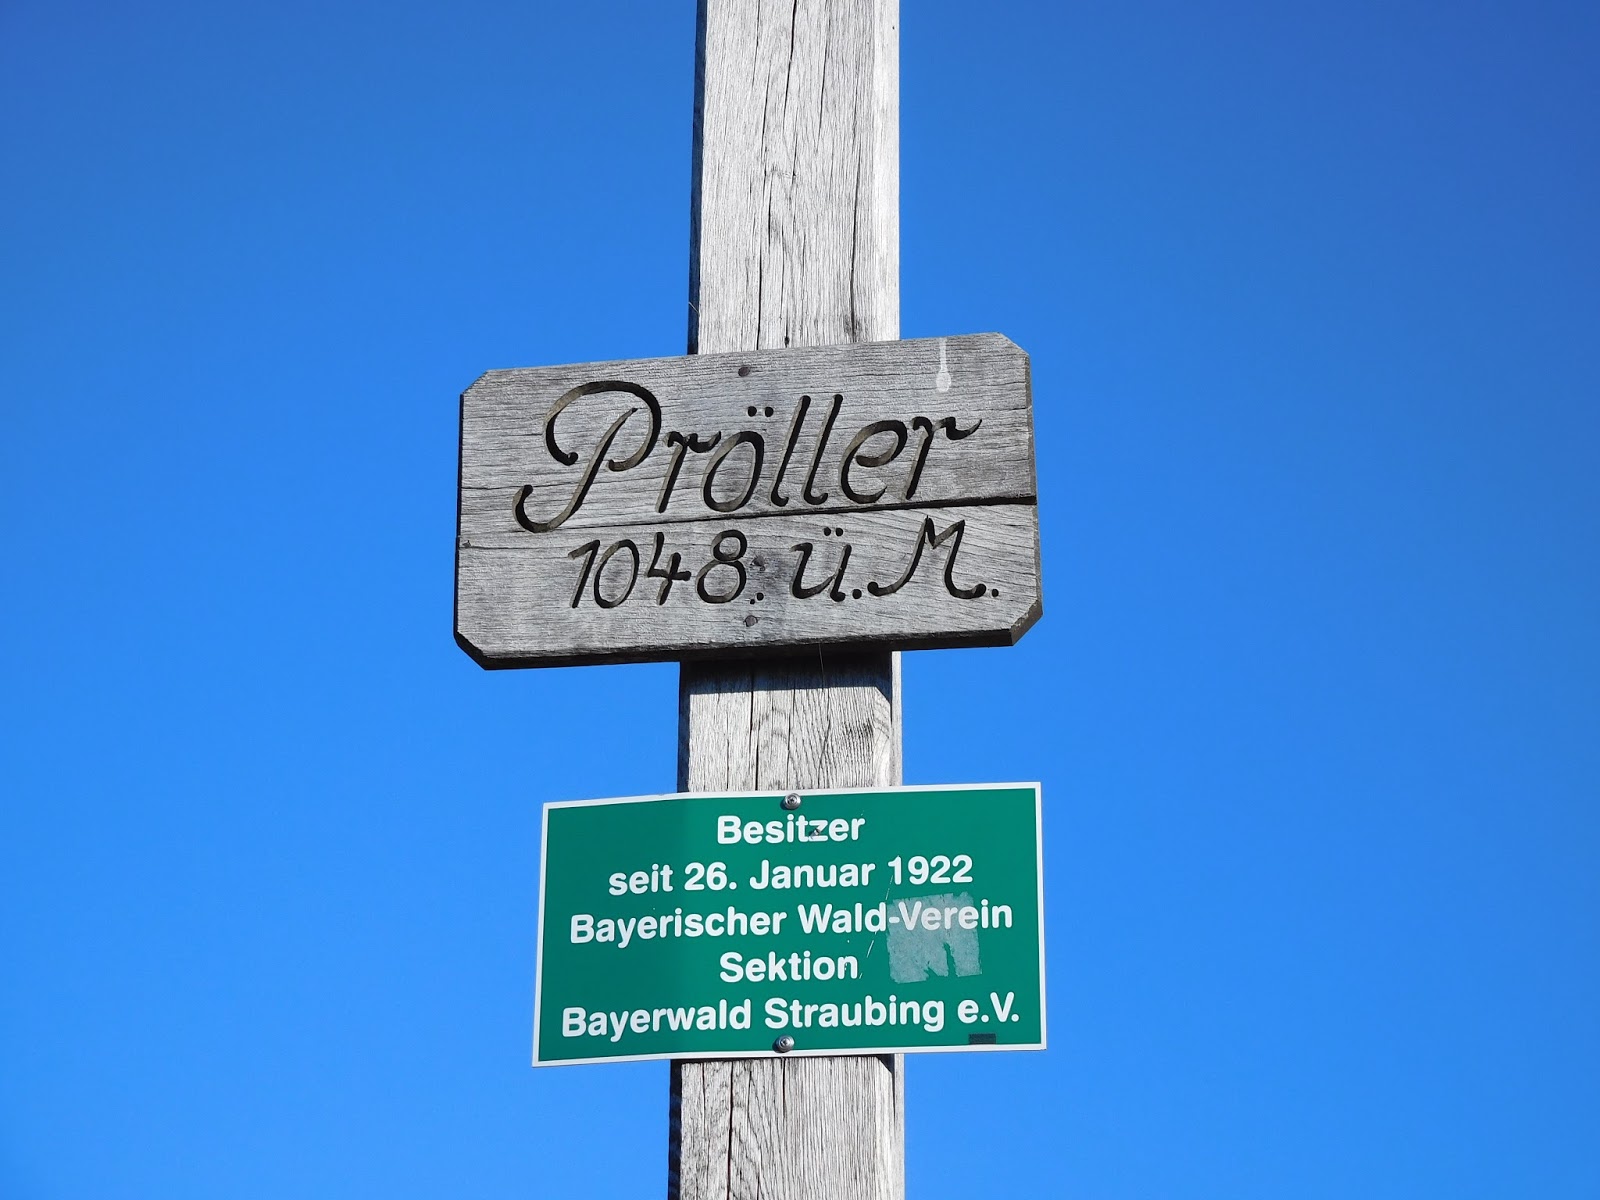 Pröller
1048. ü.M.
Besitzer
seit 26. Januar 1922
Bayerischer Wald-Verein
Sektion
Bayerwald Straubing e.V.